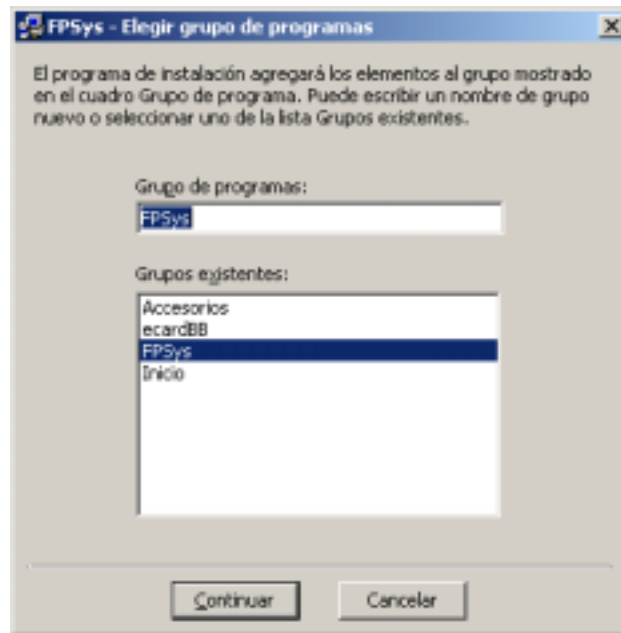 FPSys - Elegir grupo de programas
El programa de instalación agregará los elementos al grupo mostrado
en el cuadro Grupo de programa. Puede escribir un nombre de grupo
nuevo o seleccionar uno de la lista Grupos existentes.
Grupo de programas:
FPSys
Grupos existentes:
Accesorios
ecardBB
FPSys
Inicio
Continuar
Cancelar